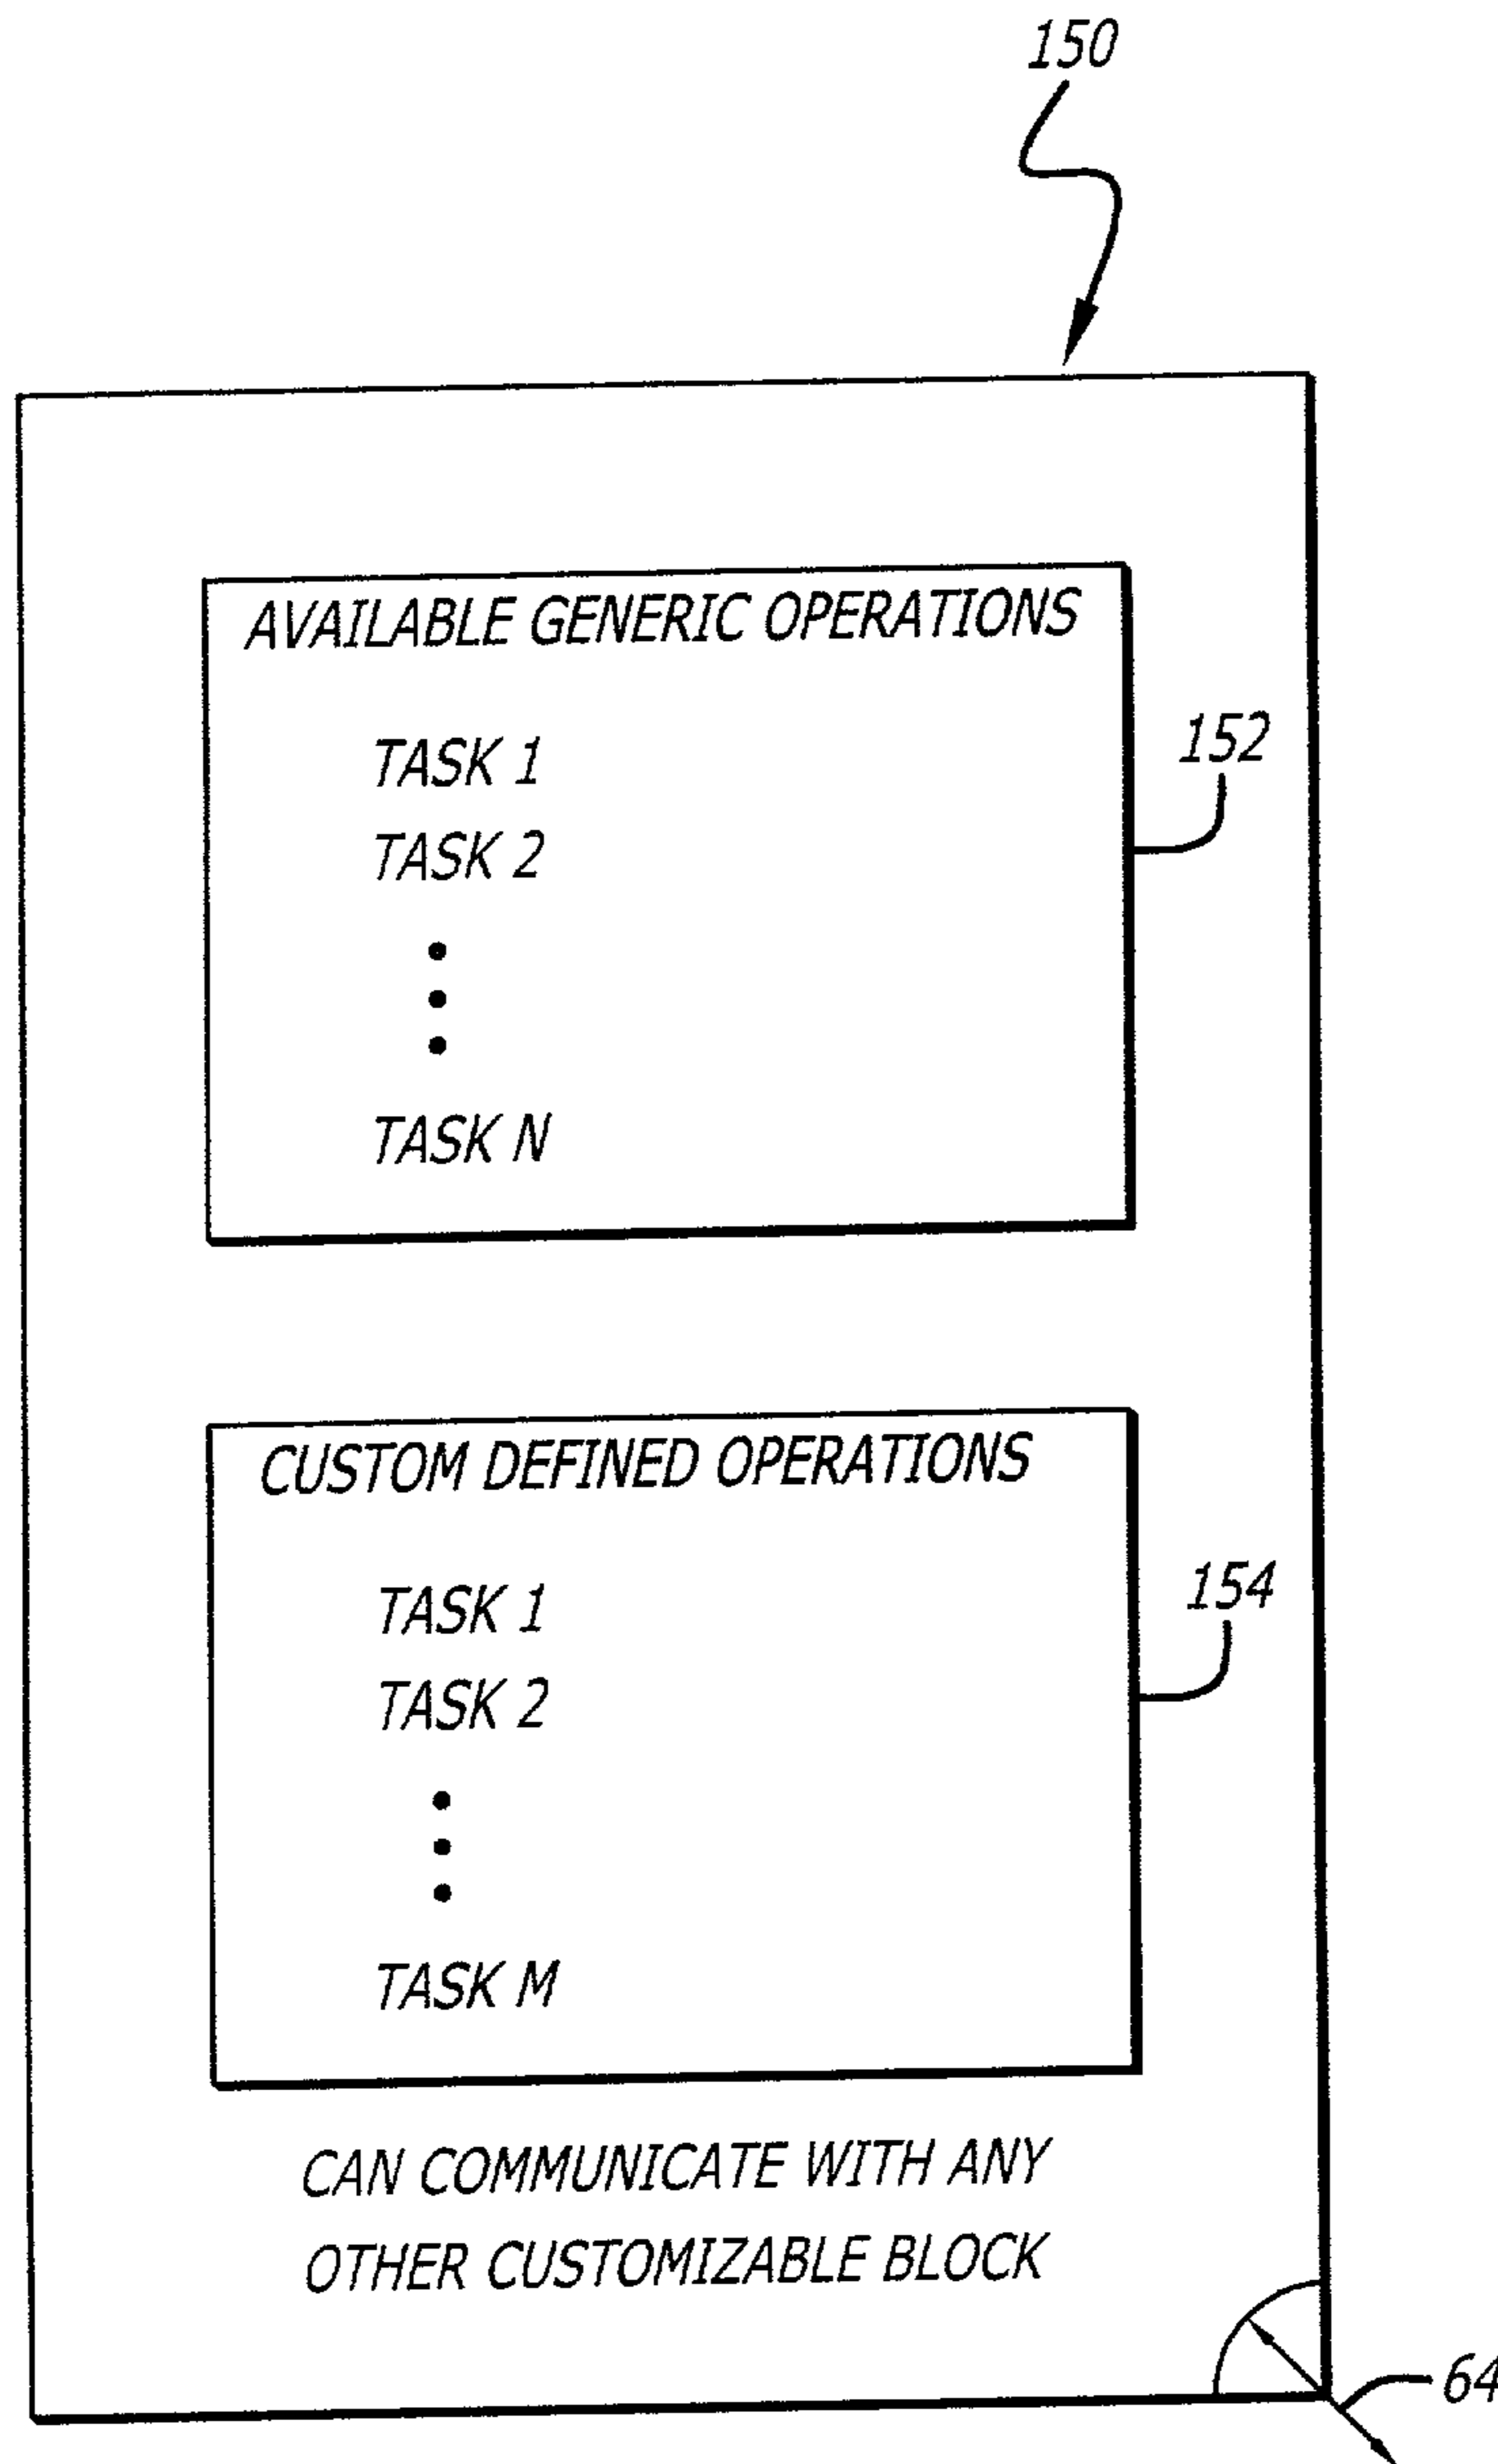 150
AVAILABLE GENERIC OPERATIONS
TASK 1
152
TASK 2
TASK N
CUSTOM DEFINED OPERATIONS
TASK 1
154
TASK 2
TASK M
CAN COMMUNICATE WITH ANY
OTHER CUSTOMIZABLE BLOCK
64